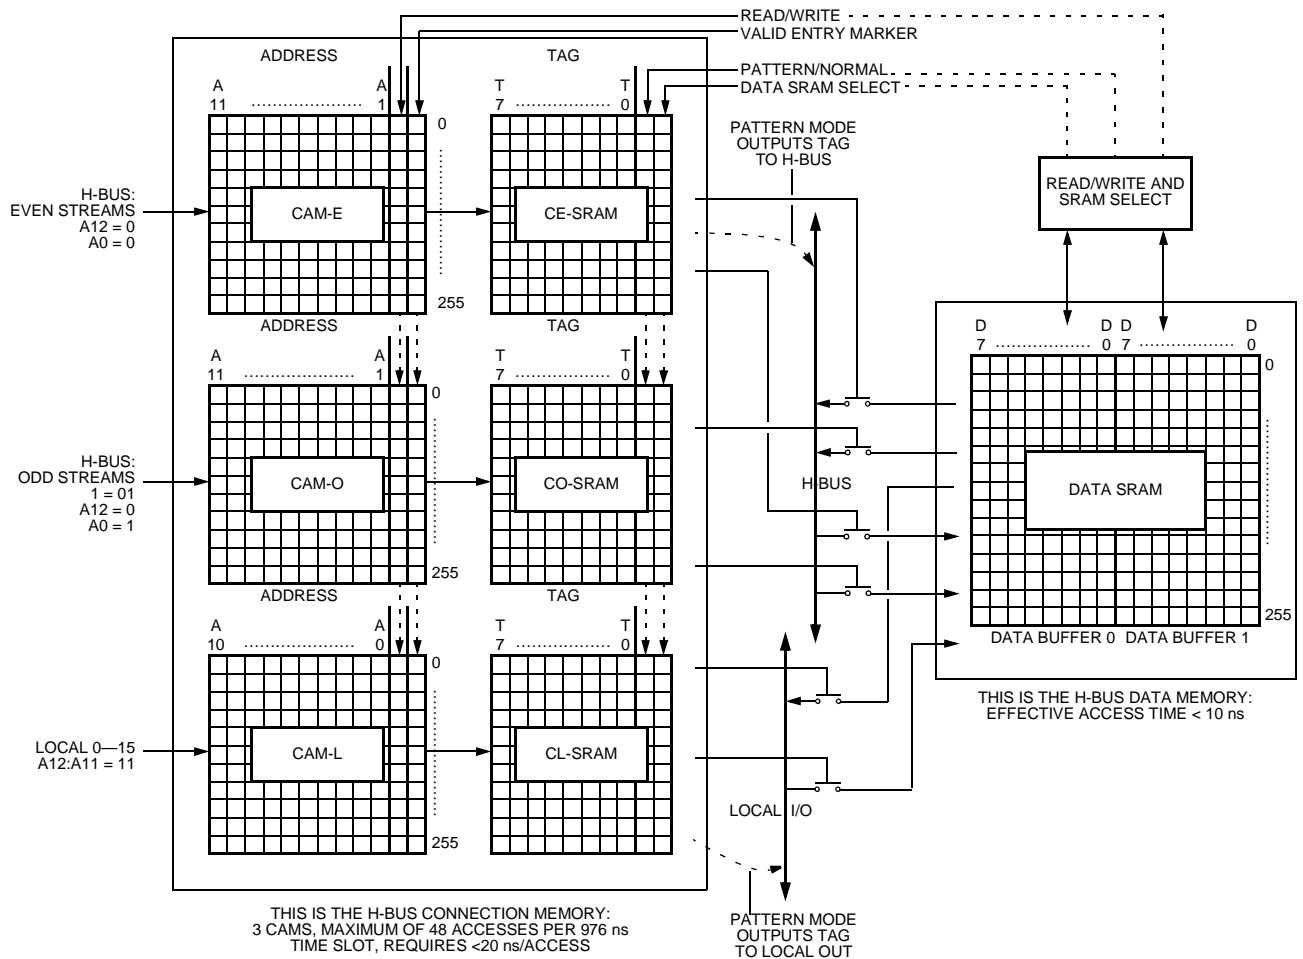 READ/WRITE
VALID ENTRY MARKER
PATTERN/NORMAL
DATA SRAM SELECT
ADDRESS
TAG
A A
11 1
T T
7 0
0
CAM-E
CE-SRAM
255
H-BUS:
EVEN STREAMS
A12 = 0
A0 = 0
PATTERN MODE
OUTPUTS TAG
TO H-BUS
READ/WRITE AND
SRAM SELECT
ADDRESS
TAG
A A
11 1
T T
7 0
0
CAM-O
CO-SRAM
255
H-BUS:
ODD STREAMS
1 = 01
A12 = 0
A0 = 1
H-BUS
D D D D
7 0 7 0
0
DATA SRAM
255
DATA BUFFER 0 DATA BUFFER 1
THIS IS THE H-BUS DATA MEMORY:
EFFECTIVE ACCESS TIME < 10 ns
ADDRESS
TAG
A A
10 0
T T
7 0
0
CAM-L
CL-SRAM
255
LOCAL 0—15
A12:A11 = 11
LOCAL I/O
PATTERN MODE
OUTPUTS TAG
TO LOCAL OUT
THIS IS THE H-BUS CONNECTION MEMORY:
3 CAMS, MAXIMUM OF 48 ACCESSES PER 976 ns
TIME SLOT, REQUIRES <20 ns/ACCESS